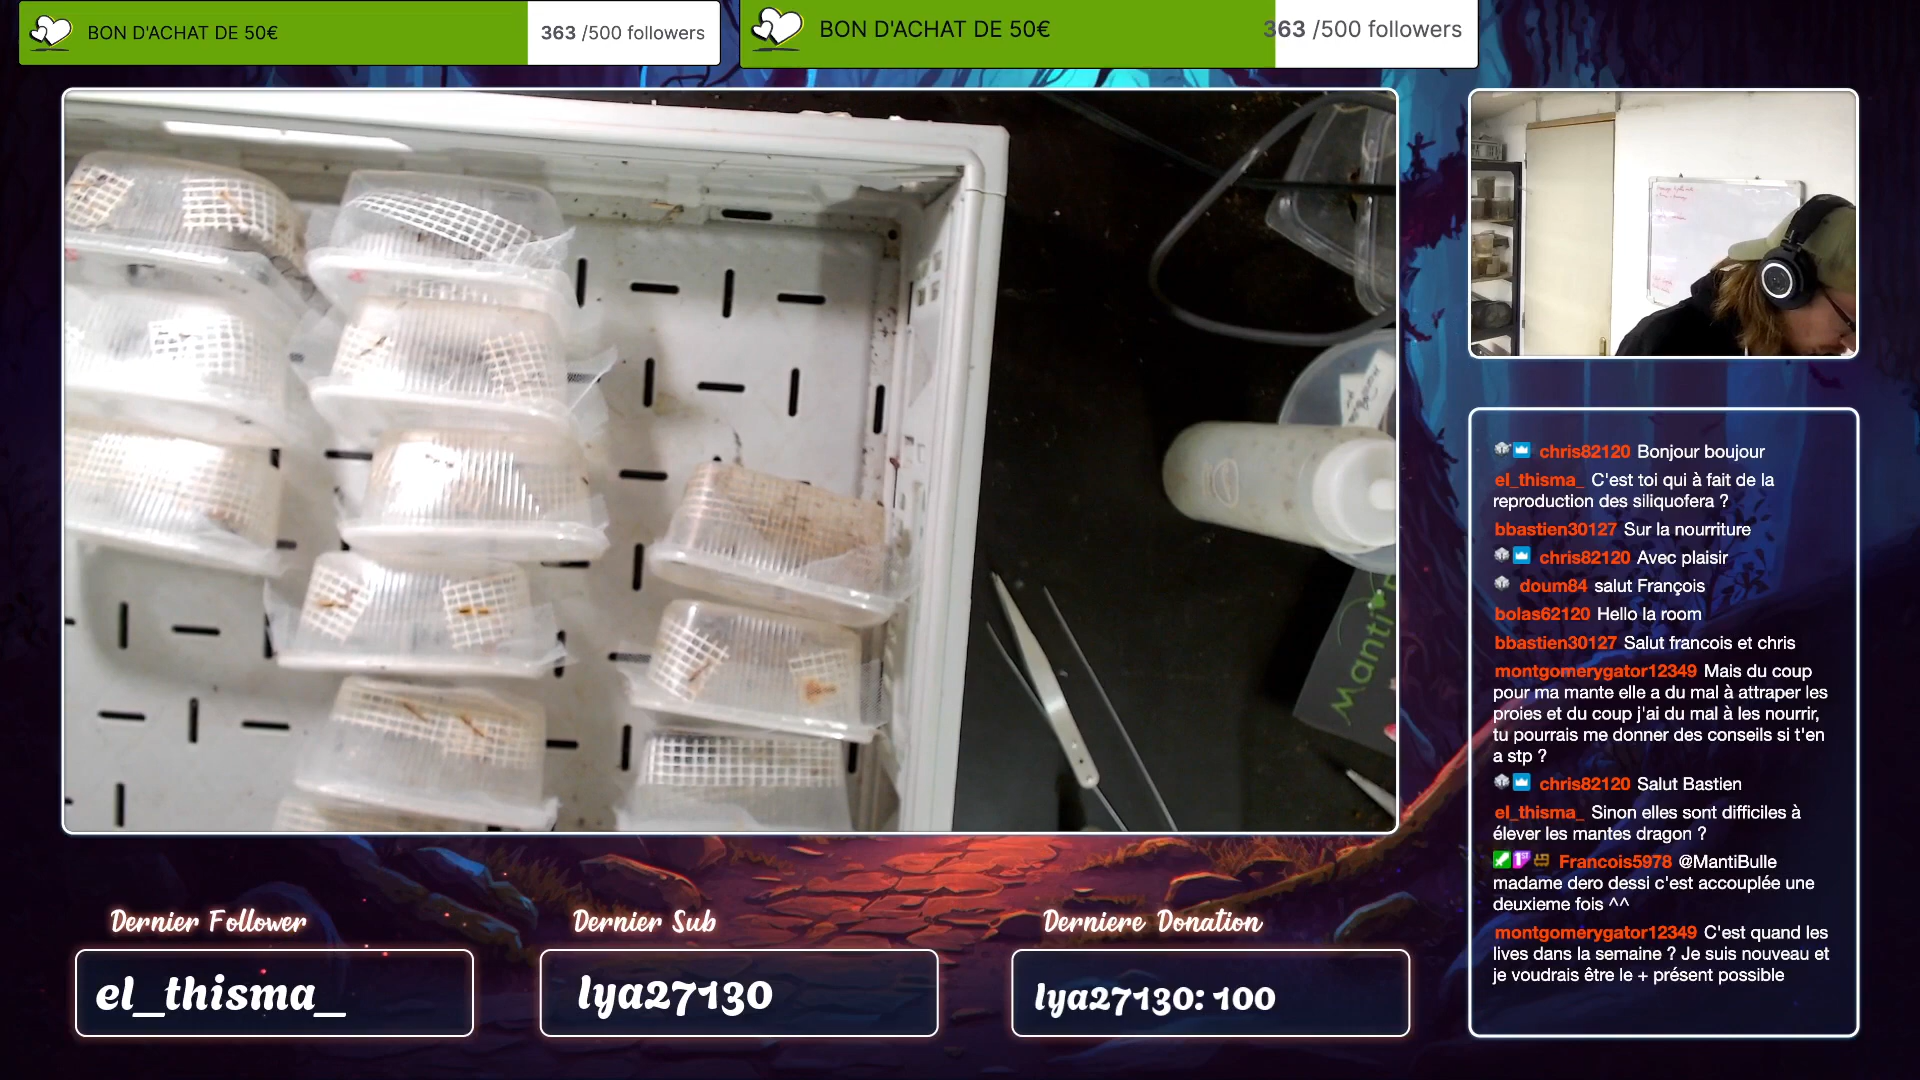 BON D'ACHAT DE 50€
363 /500 followers
BON D'ACHAT DE 50€
363 /500 followers
Manti
chris82120 Bonjour boujour
el_thisma_ C'est toi qui à fait de la
reproduction des siliquofera ?
bbastien30127 Sur la nourriture
chris82120 Avec plaisir
doum84 salut François
bolas62120 Hello la room
bbastien30127 Salut francois et chris
montgomerygator12349 Mais du coup
pour ma mante elle a du mal à attraper les
proies et du coup j'ai du mal à les nourrir,
tu pourrais me donner des conseils si t'en
a stp ?
chris82120 Salut Bastien
el_thisma_ Sinon elles sont difficiles à
élever les mantes dragon ?
Francois5978 @MantiBulle
madame dero dessi c'est accouplée une
deuxieme fois ^^
montgomerygator12349 C'est quand les
lives dans la semaine ? Je suis nouveau et
je voudrais être le + présent possible
Dernier Follower
el_thisma_
Dernier Sub
lya27130
Derniere Donation
lya27130: 100